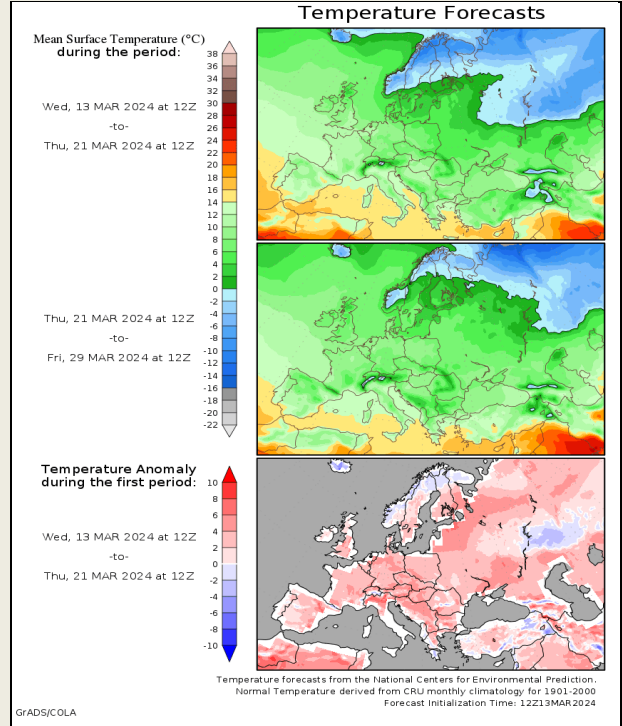 Temperature Forecasts
Mean Surface Temperature (°C)
during the period:
Wed, 13 MAR 2024 at 12Z
-to-
Thu, 21 MAR 2024 at 12Z
38
36
34
32
30
28
26
24
22
20
18
16
14
12
10
8
6
4
2
0
-2
-4
-6
-8
-10
-12
-14
-16
-18
-20
-22
Thu, 21 MAR 2024 at 12Z
-to-
Fri, 29 MAR 2024 at 12Z
Temperature Anomaly
during the first period:
Wed, 13 MAR 2024 at 12Z
-to-
Thu, 21 MAR 2024 at 12Z
10
8
6
4
2
0
-2
-4
-6
-8
-10
Temperature forecasts from the National Centers for Environmental Prediction.
Normal Temperature derived from CRU monthly climatology for 1901-2000
Forecast Initialization Time: 12Z13MAR2024
GrADS/COLA